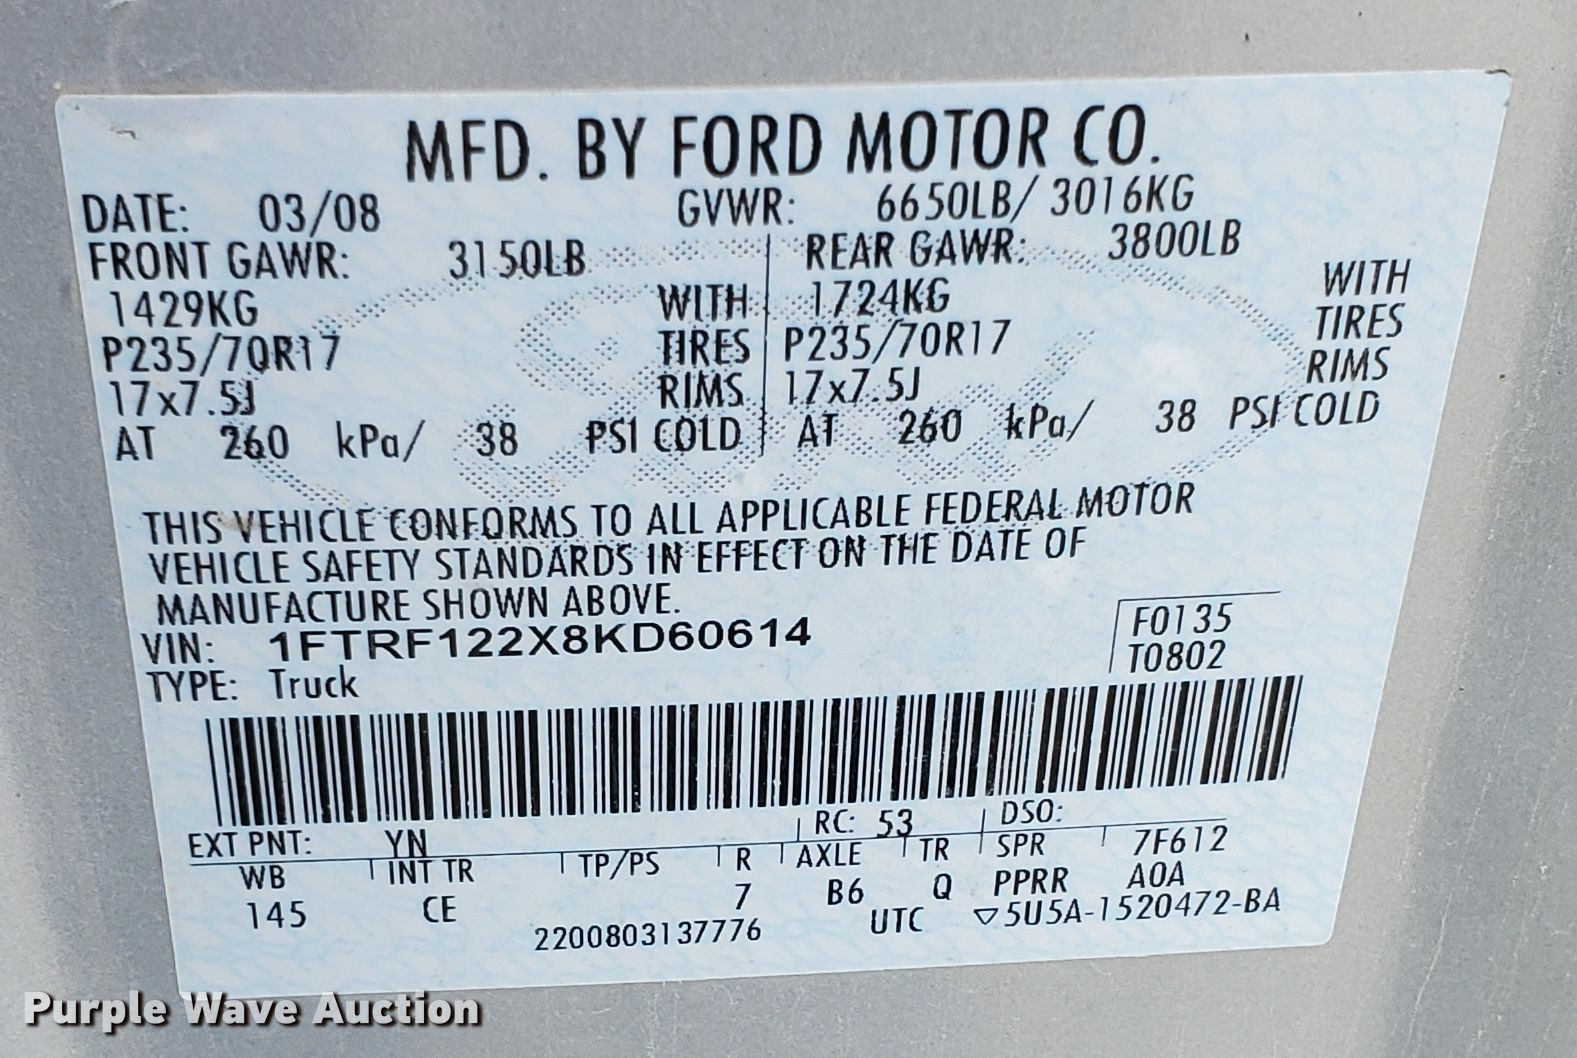 MFD. BY FORD MOTOR CO.
DATE: 03/08 GVWR: 6650LB/ 3016KG
FRONT GAWR: 3150LB REAR GAWR: 3800LB
1429KG WITH 1724KG WITH
P235/70R17 TIRES P235/70R17 TIRES
17x7.5J RIMS 17x7.5J RIMS
AT 260 kPa/ 38 PSI COLD AT 260 kPa/ 38 PSI COLD
THIS VEHICLE CONFORMS TO ALL APPLICABLE FEDERAL MOTOR
VEHICLE SAFETY STANDARDS IN EFFECT ON THE DATE OF
MANUFACTURE SHOWN ABOVE.
VIN: 1FTRF122X8KD60614 F0135
TYPE: Truck T0802
EXT PNT: YN RC: 53 DSO:
WB INT TR TP/PS R AXLE TR SPR 7F612
145 CE 7 B6 Q PPRR A0A
2200803137776 UTC ▽5U5A-1520472-BA
Purple Wave Auction